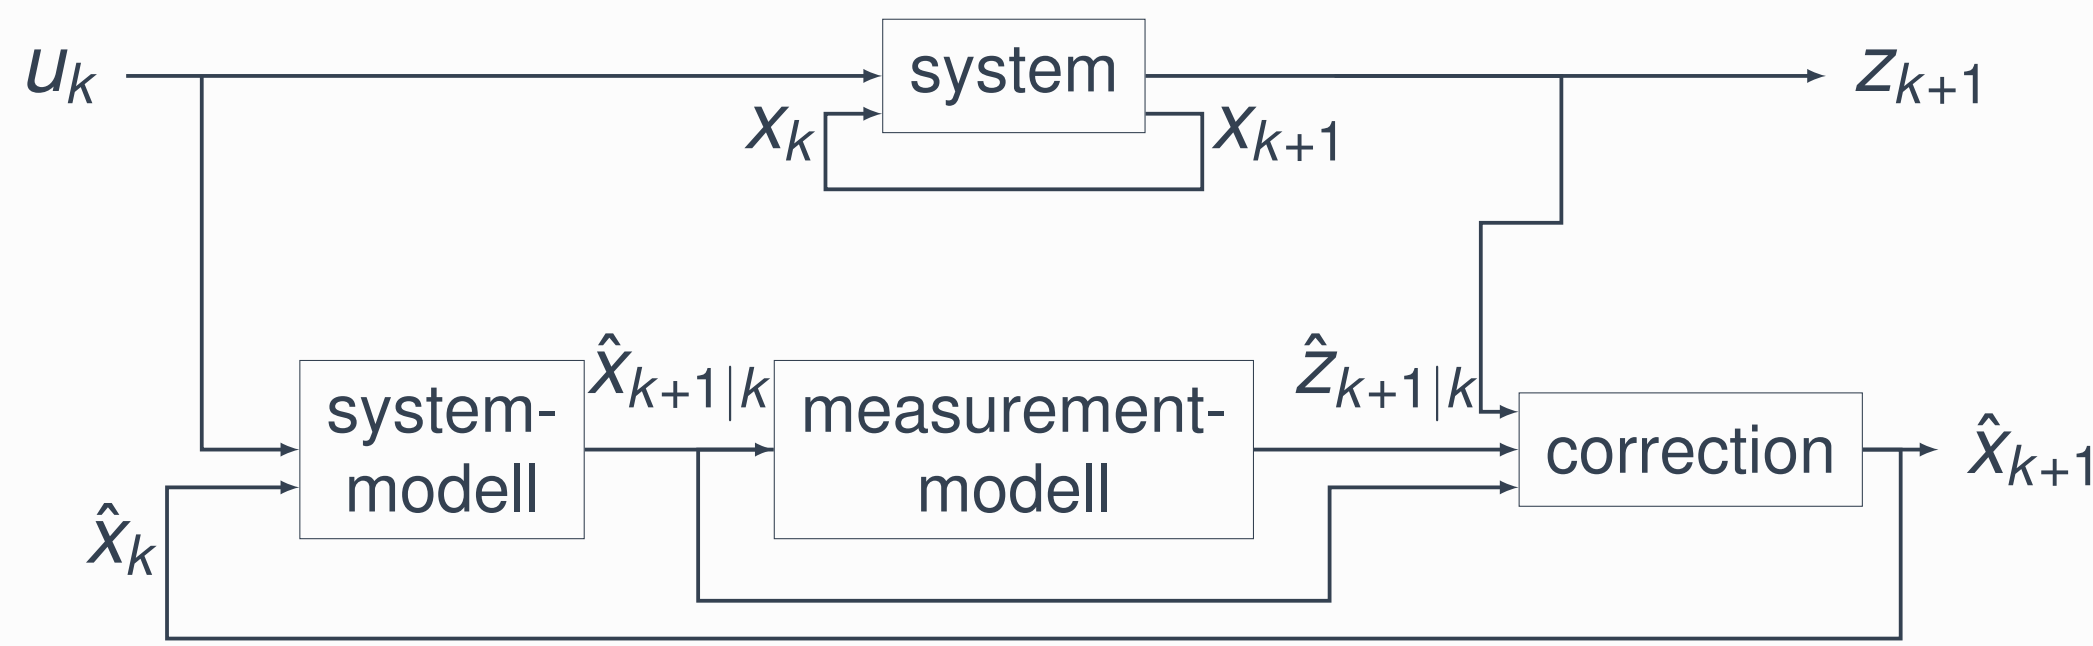 u_k
system
z_{k+1}
x_k
x_{k+1}
x̂_{k+1|k}
ẑ_{k+1|k}
system-
modell
measurement-
modell
correction
x̂_{k+1}
x̂_k